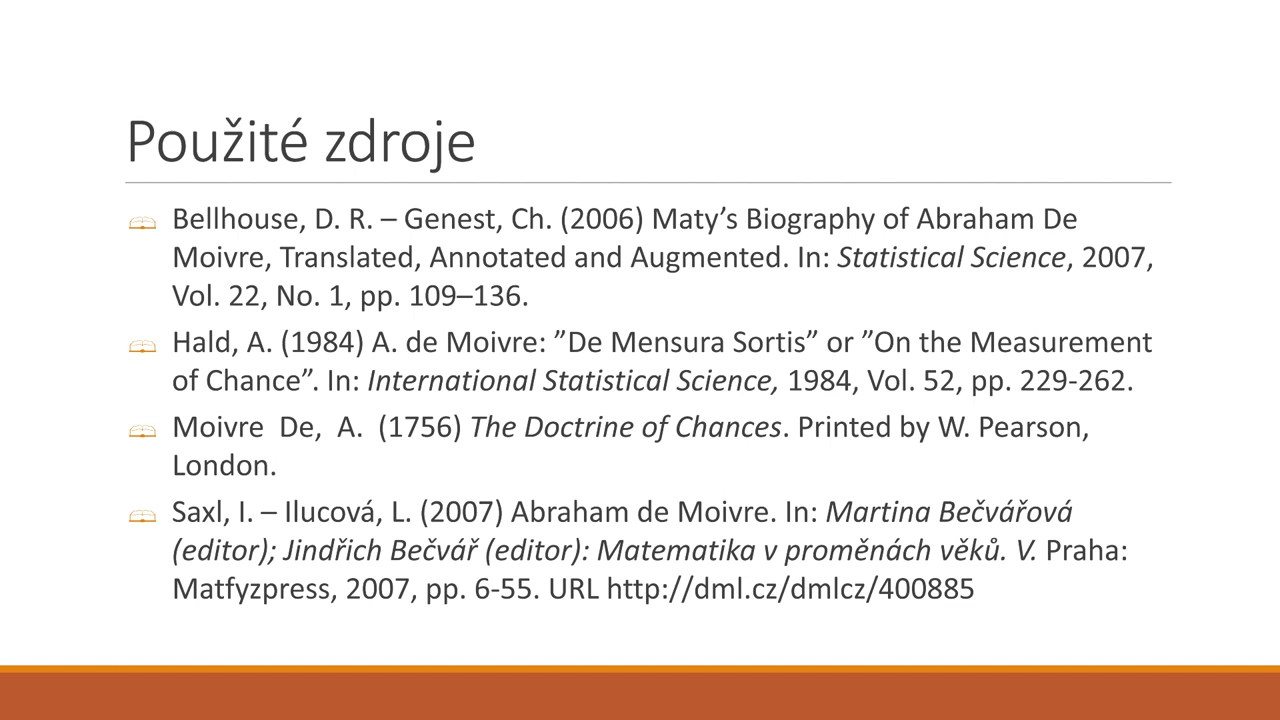 Použité zdroje
Bellhouse, D. R. – Genest, Ch. (2006) Maty’s Biography of Abraham De
Moivre, Translated, Annotated and Augmented. In: Statistical Science, 2007,
Vol. 22, No. 1, pp. 109–136.
Hald, A. (1984) A. de Moivre: ”De Mensura Sortis” or ”On the Measurement
of Chance”. In: International Statistical Science, 1984, Vol. 52, pp. 229-262.
Moivre De, A. (1756) The Doctrine of Chances. Printed by W. Pearson,
London.
Saxl, I. – Ilucová, L. (2007) Abraham de Moivre. In: Martina Bečvářová
(editor); Jindřich Bečvář (editor): Matematika v proměnách věků. V. Praha:
Matfyzpress, 2007, pp. 6-55. URL http://dml.cz/dmlcz/400885